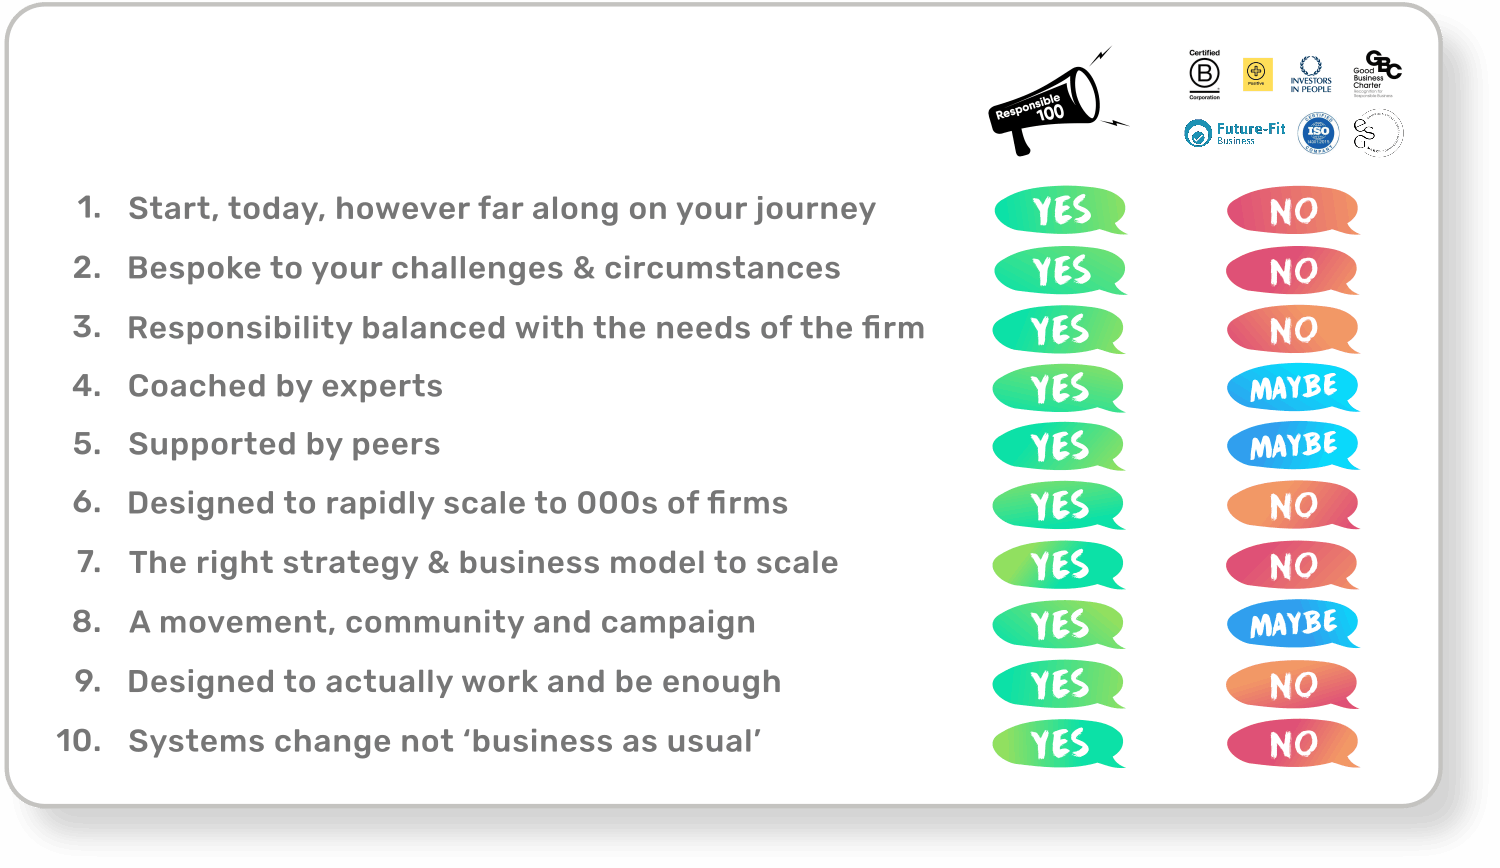 Responsible
100
Certified
B
Corporation
Positive
INVESTORS
IN PEOPLE
GBC
Good
Business
Charter
Future-Fit
Business
CERTIFIED
ISO
COMPANY
1. Start, today, however far along on your journey YES NO
2. Bespoke to your challenges & circumstances YES NO
3. Responsibility balanced with the needs of the firm YES NO
4. Coached by experts YES MAYBE
5. Supported by peers YES MAYBE
6. Designed to rapidly scale to 000s of firms YES NO
7. The right strategy & business model to scale YES NO
8. A movement, community and campaign YES MAYBE
9. Designed to actually work and be enough YES NO
10. Systems change not ‘business as usual’ YES NO